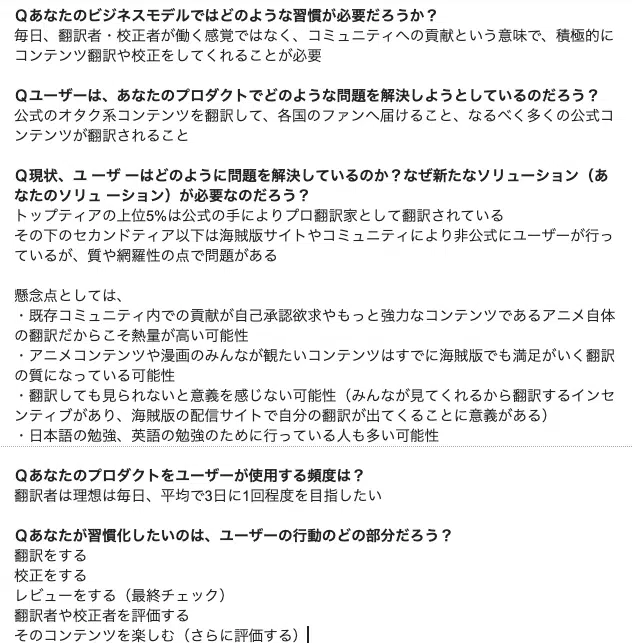 Ｑあなたのビジネスモデルではどのような習慣が必要だろうか？
毎日、翻訳者・校正者が働く感覚ではなく、コミュニティへの貢献という意味で、積極的に
コンテンツ翻訳や校正をしてくれることが必要
Ｑユーザーは、あなたのプロダクトでどのような問題を解決しようとしているのだろう？
公式のオタク系コンテンツを翻訳して、各国のファンへ届けること、なるべく多くの公式コ
ンテンツが翻訳されること
Ｑ現状、ユ ーザ ーはどのように問題を解決しているのか？なぜ新たなソリューション（あ
なたのソリュ ーション）が必要なのだろう？
トップティアの上位5%は公式の手によりプロ翻訳家として翻訳されている
その下のセカンドティア以下は海賊版サイトやコミュニティにより非公式にユーザーが行っ
ているが、質や網羅性の点で問題がある
懸念点としては、
・既存コミュニティ内での貢献が自己承認欲求やもっと強力なコンテンツであるアニメ自体
の翻訳だからこそ熱量が高い可能性
・アニメコンテンツや漫画のみんなが観たいコンテンツはすでに海賊版でも満足がいく翻訳
の質になっている可能性
・翻訳しても見られないと意義を感じない可能性（みんなが見てくれるから翻訳するインセ
ンティブがあり、海賊版の配信サイトで自分の翻訳が出てくることに意義がある）
・日本語の勉強、英語の勉強のために行っている人も多い可能性
Ｑあなたのプロダクトをユーザーが使用する頻度は？
翻訳者は理想は毎日、平均で3日に1回程度を目指したい
Ｑあなたが習慣化したいのは、ユーザーの行動のどの部分だろう？
翻訳をする
校正をする
レビューをする（最終チェック）
翻訳者や校正者を評価する
そのコンテンツを楽しむ（さらに評価する）